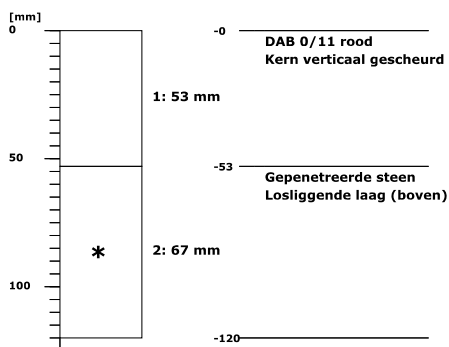 [mm]
0
-0
DAB 0/11 rood
Kern verticaal gescheurd
1: 53 mm
50
-53
Gepenetreerde steen
Losliggende laag (boven)
*
2: 67 mm
100
-120